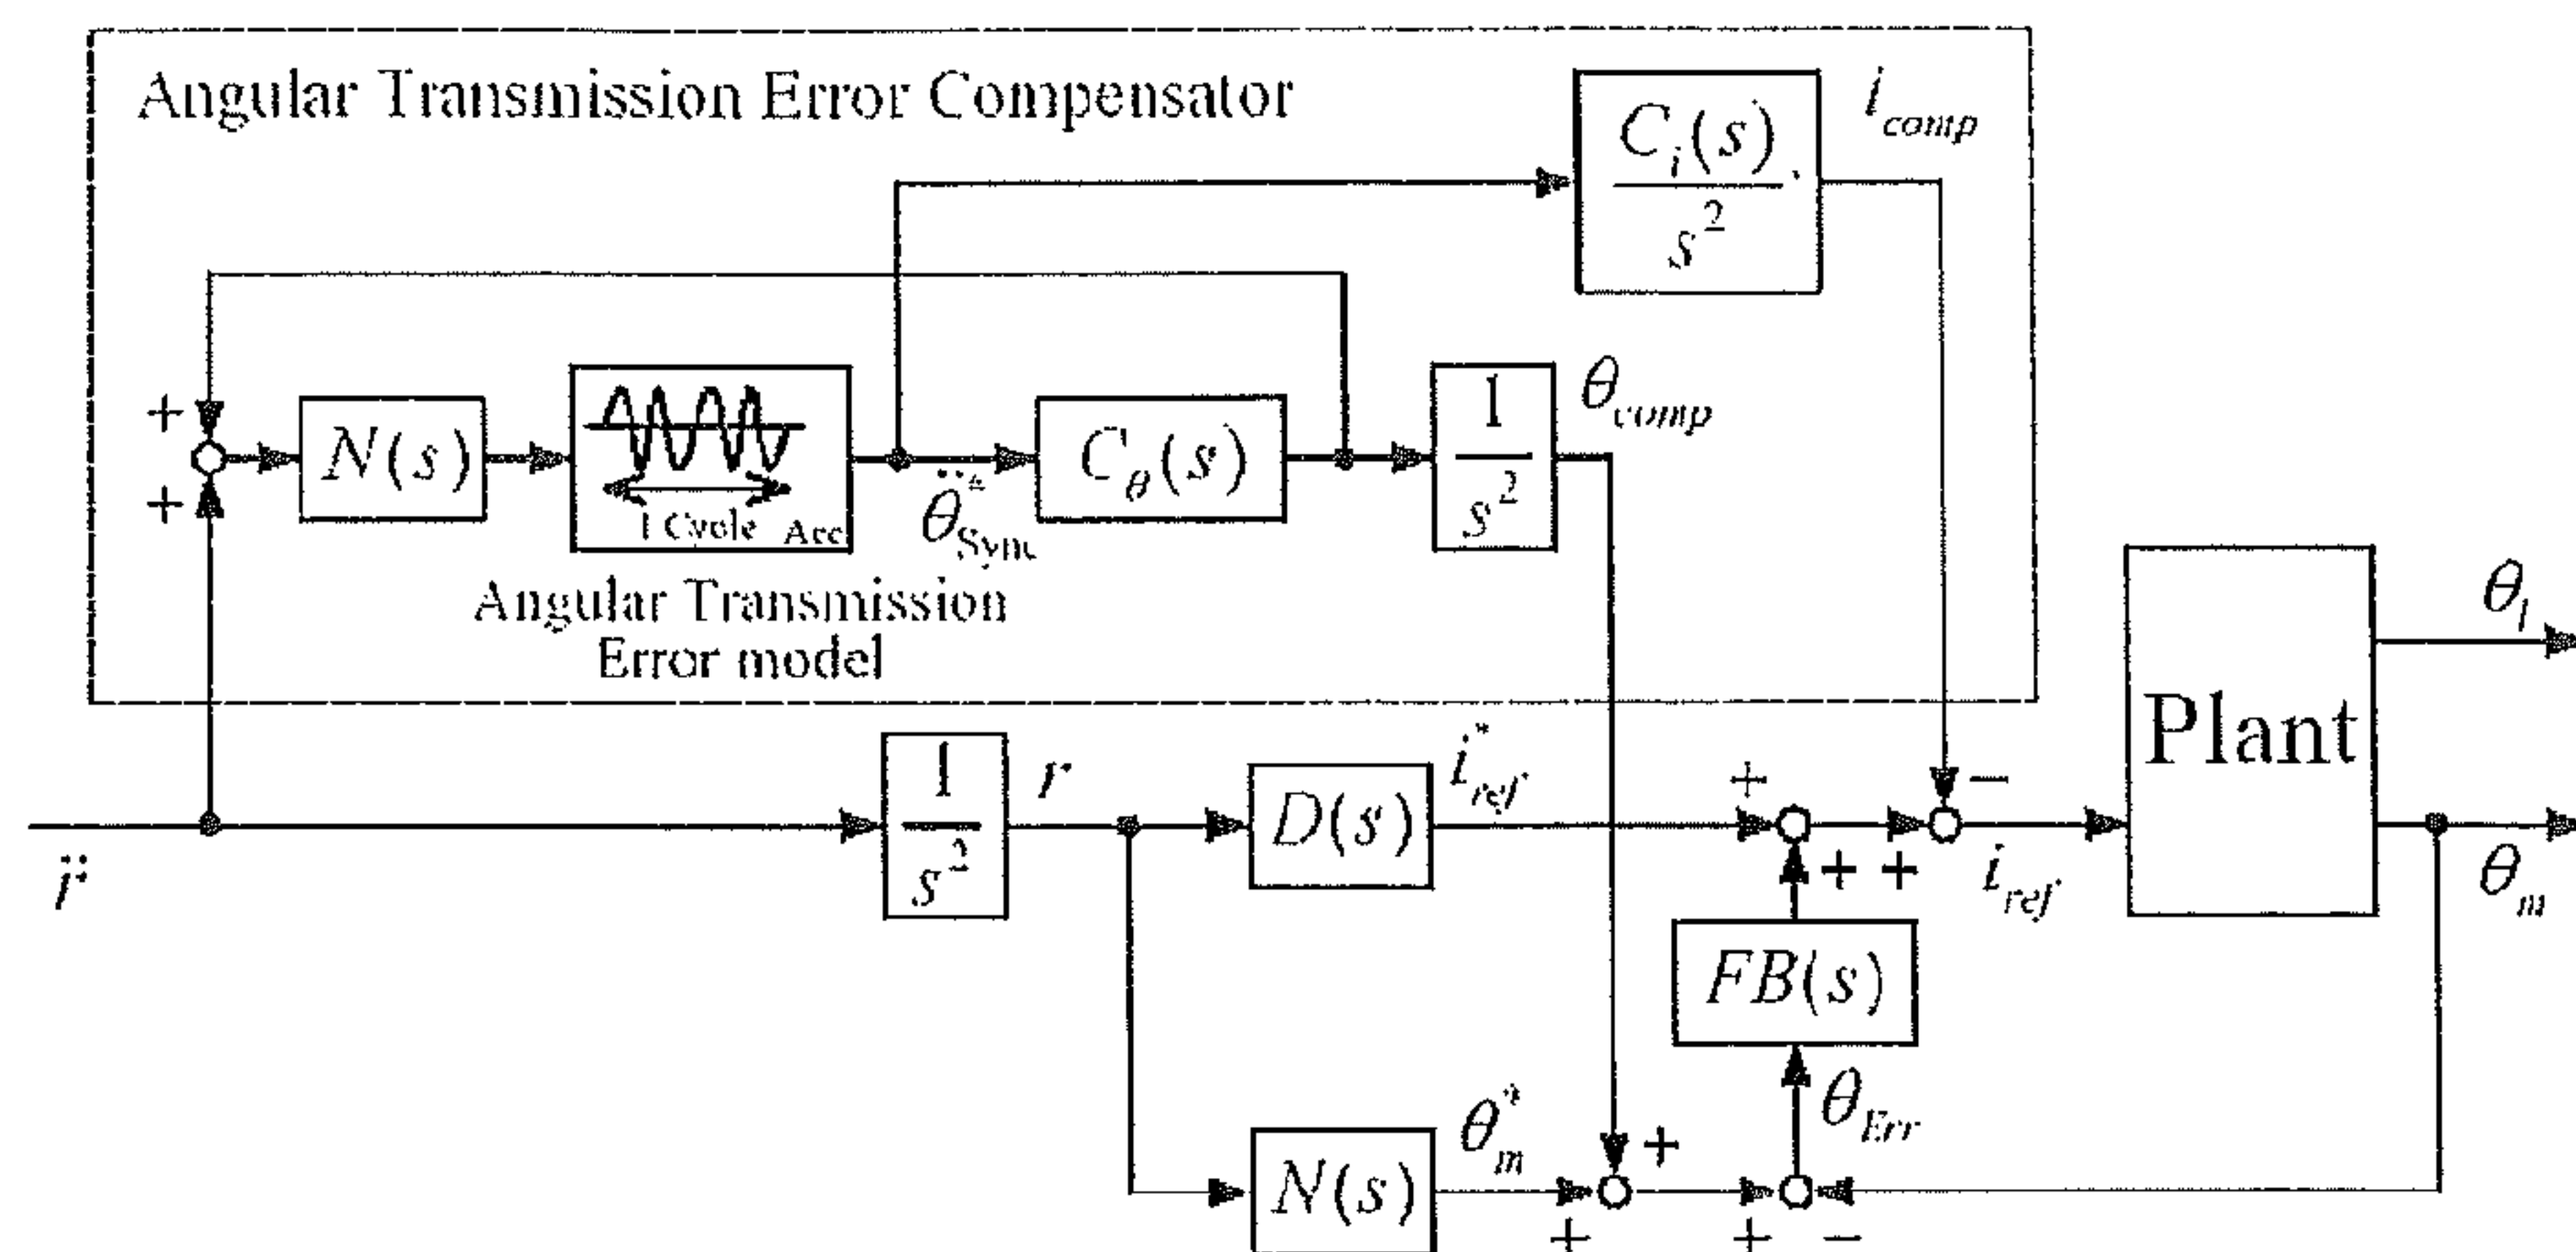 Angular Transmission Error Compensator
C_i(s)
s^2
i_comp
+
+
N(s)
1 Cycle Acc
θ̈*_Sync
C_θ(s)
1
s^2
θ_comp
Angular Transmission
Error model
r̈
1
s^2
r
D(s)
i*_ref
+
+
+
−
i_ref
Plant
θ_l
θ_m
FB(s)
θ_Err
N(s)
θ*_m
+
+
+
−